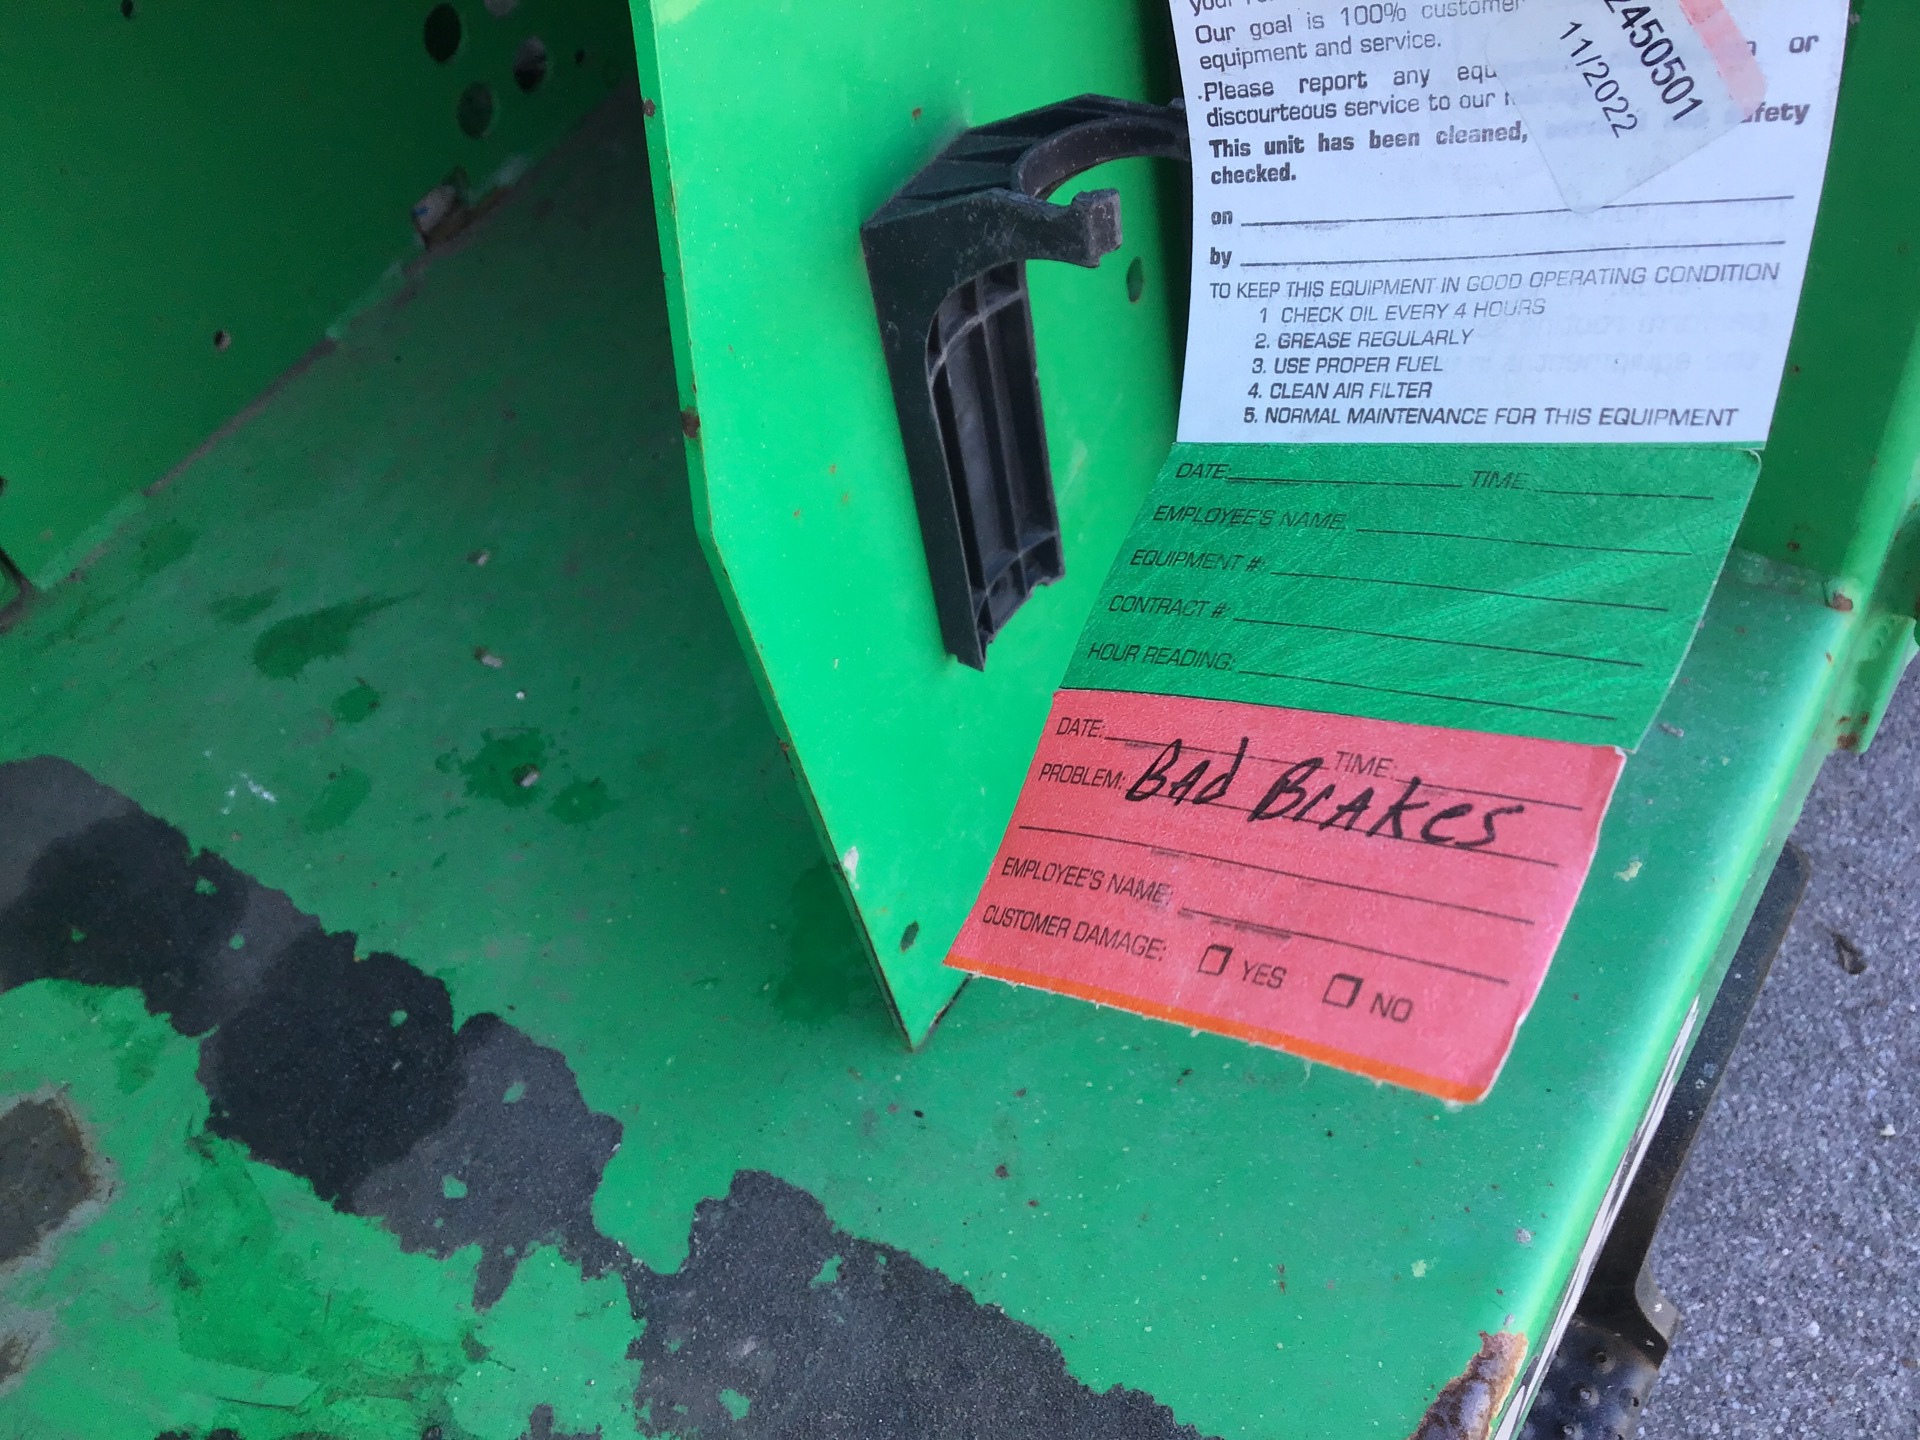 Our goal is 100% customer
equipment and service.
or
.Please report any
discourteous service to our
This unit has been cleaned,
checked.
2450501
11/2022
on
by
TO KEEP THIS EQUIPMENT IN GOOD OPERATING CONDITION
1 CHECK OIL EVERY 4 HOURS
2. GREASE REGULARLY
3. USE PROPER FUEL
4. CLEAN AIR FILTER
5. NORMAL MAINTENANCE FOR THIS EQUIPMENT
DATE TIME
EMPLOYEE'S NAME
EQUIPMENT #:
CONTRACT #:
HOUR READING:
DATE: TIME:
PROBLEM: BAd BrAkes
EMPLOYEE'S NAME:
CUSTOMER DAMAGE: YES NO